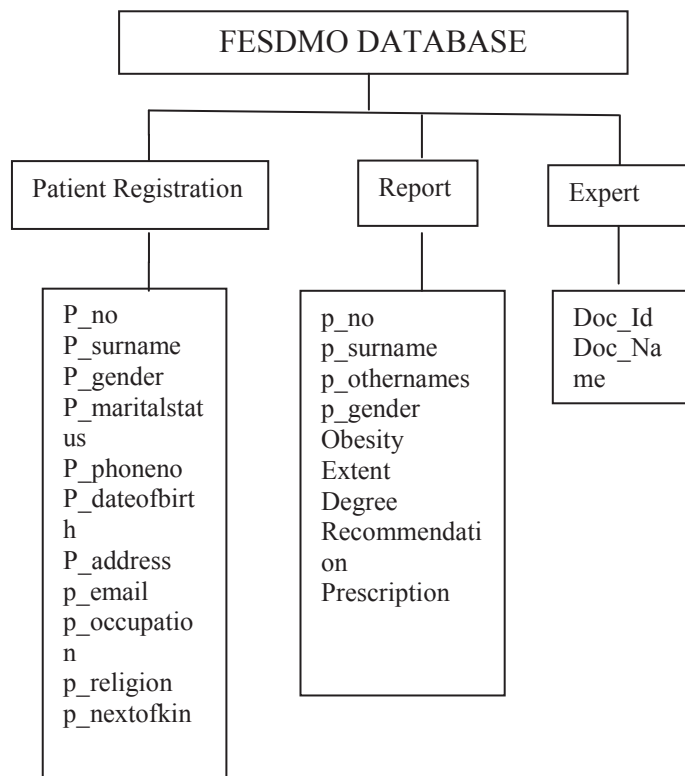 FESDMO DATABASE
Patient Registration
Report
Expert
P_no
P_surname
P_gender
P_maritalstat
us
P_phoneno
P_dateofbirt
h
P_address
p_email
p_occupatio
n
p_religion
p_nextofkin
p_no
p_surname
p_othernames
p_gender
Obesity
Extent
Degree
Recommendati
on
Prescription
Doc_Id
Doc_Na
me